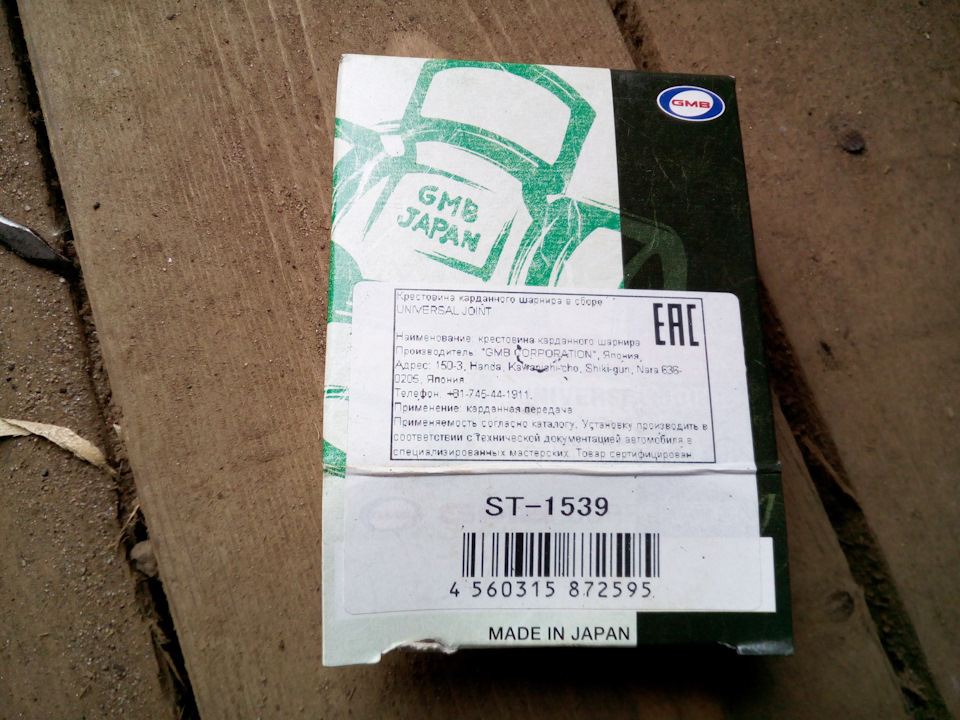 GMB
GMB
JAPAN
Крестовина карданного шарнира в сборе
UNIVERSAL JOINT
EAC
Наименование: крестовина карданного шарнира
Производитель: "GMB CORPORATION", Япония,
Адрес: 150-3, Handa, Kawanishi-cho, Shiki-gun, Nara 636-
0205, Япония
Телефон: +81-745-44-1911.
Применение: карданная передача
Применяемость согласно каталогу. Установку производить в
соответствии с Технической документацией автомобиля в
специализированных мастерских. Товар сертифицирован
ST-1539
4 560315 872595
MADE IN JAPAN